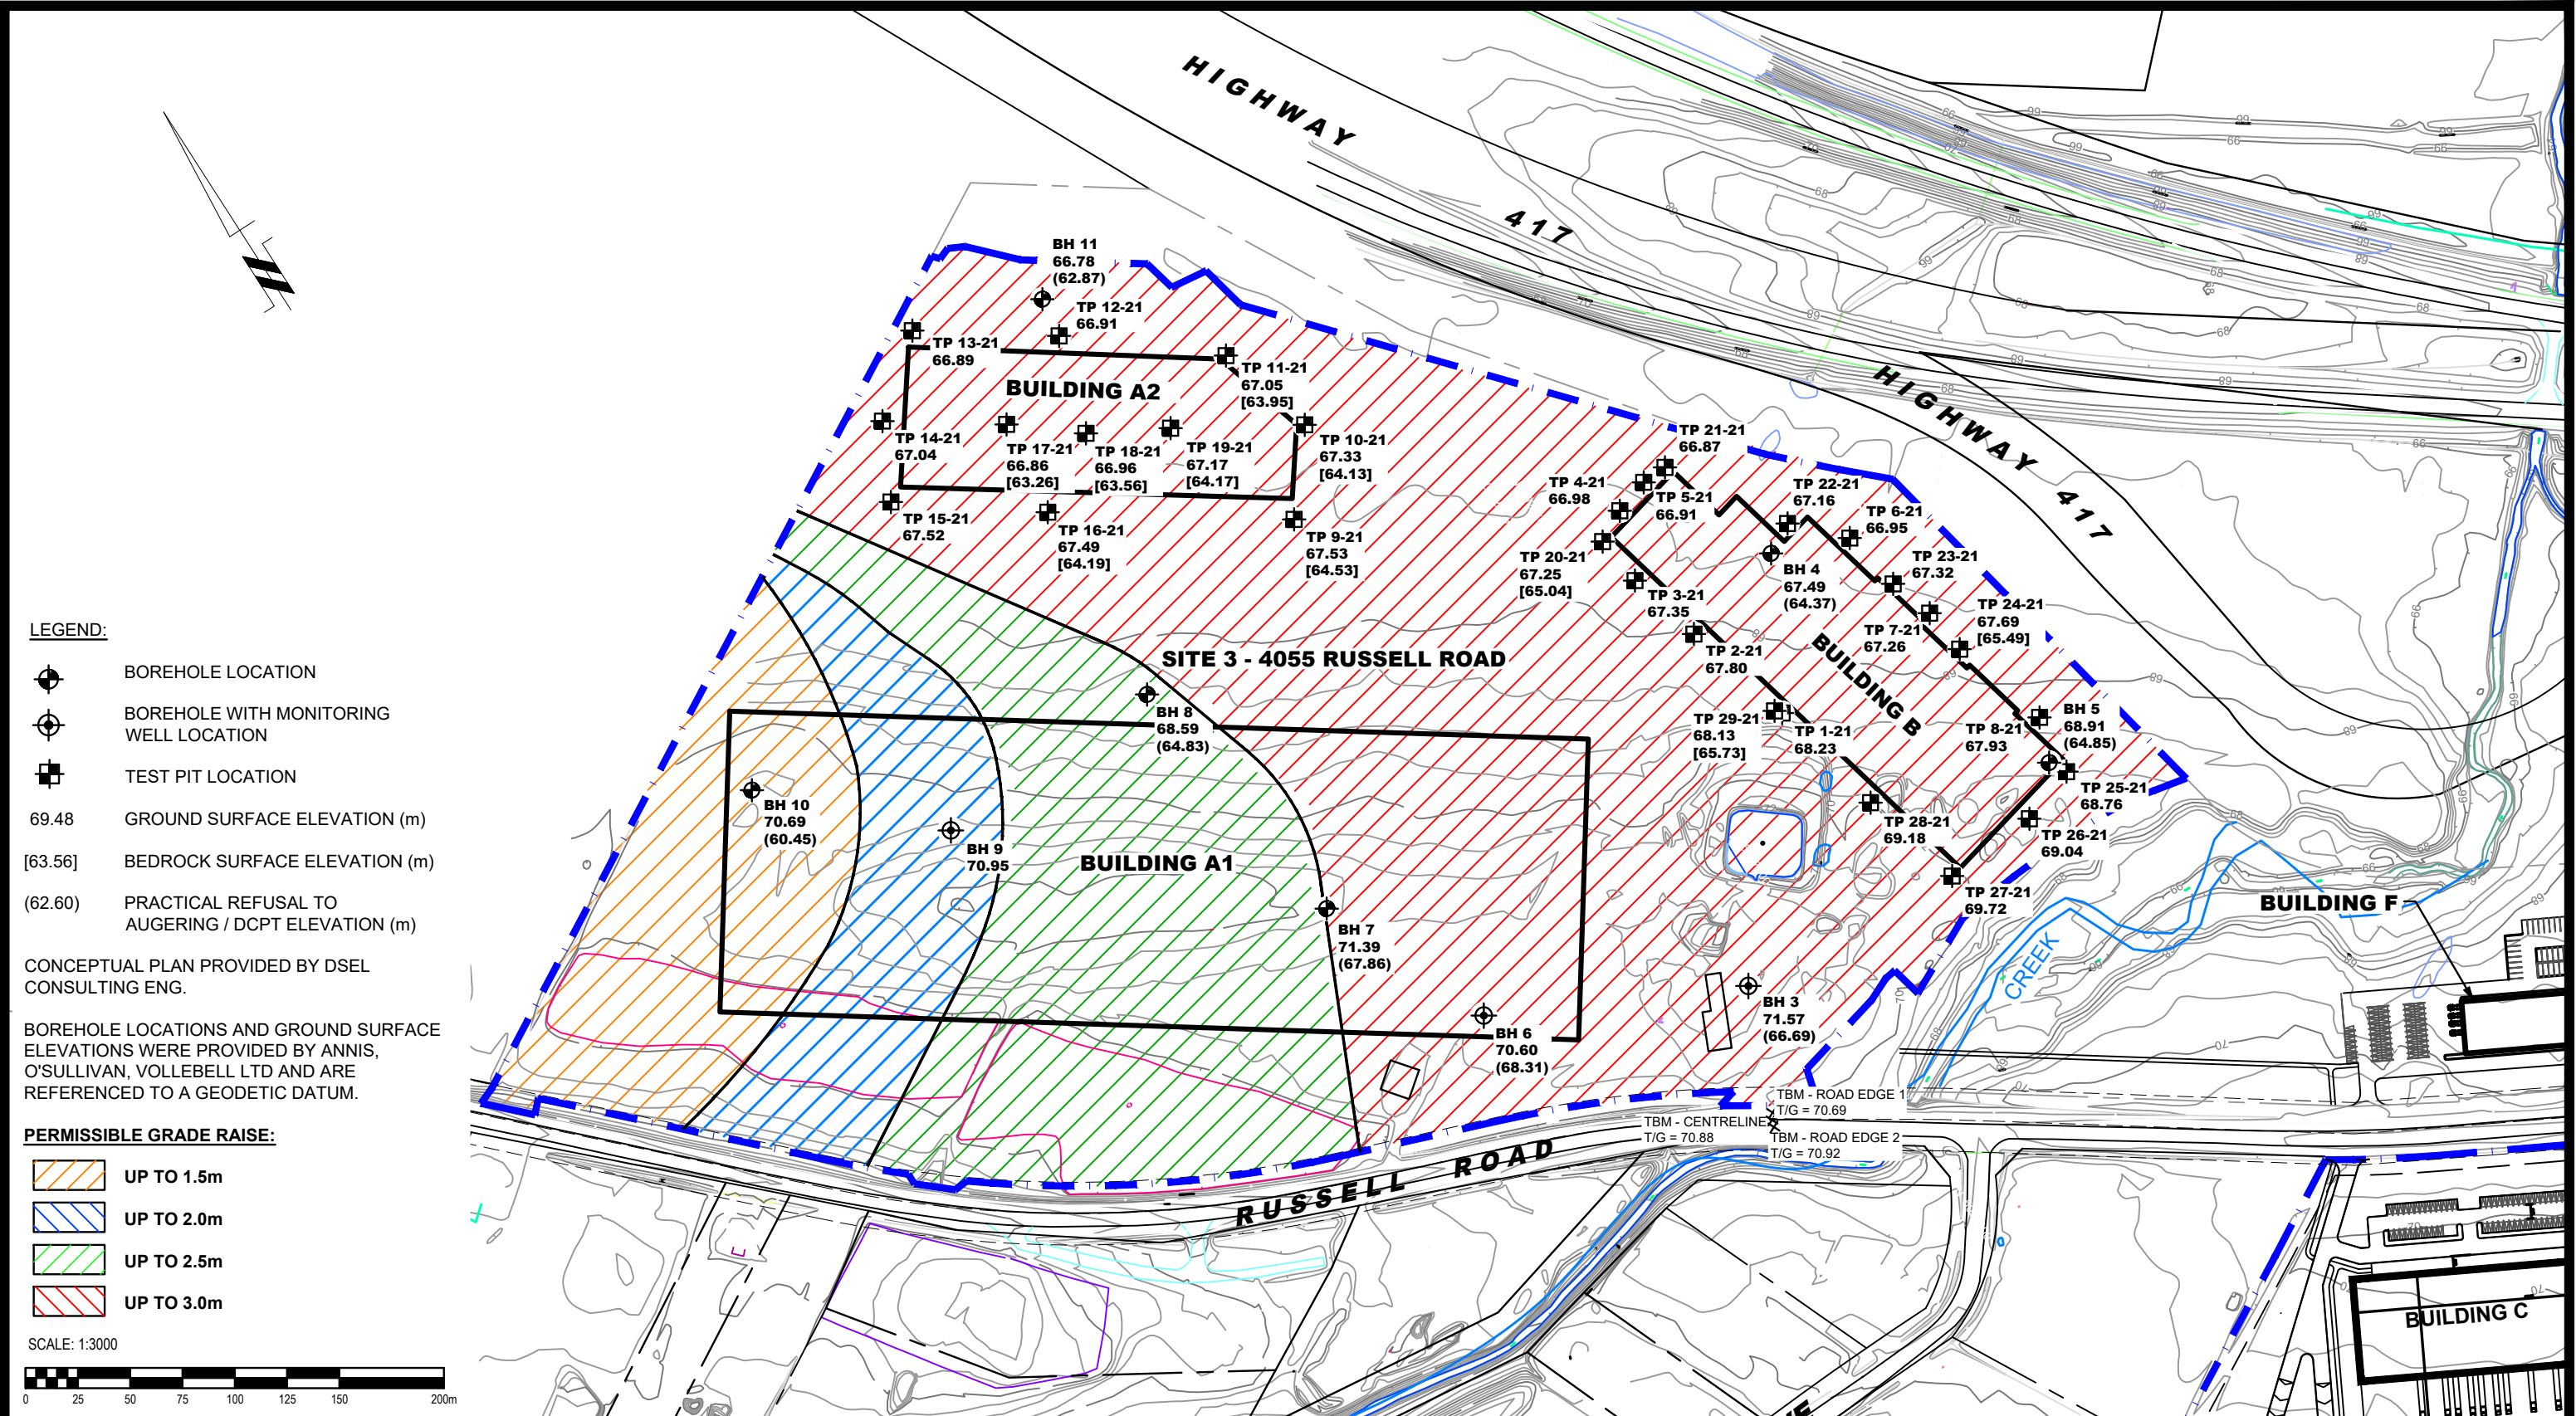 HIGHWAY
417
HIGHWAY 417
BH 11
66.78
(62.87)
TP 12-21
66.91
TP 13-21
66.89
TP 11-21
67.05
[63.95]
BUILDING A2
TP 14-21
67.04
TP 17-21
66.86
[63.26]
TP 18-21
66.96
[63.56]
TP 19-21
67.17
[64.17]
TP 10-21
67.33
[64.13]
TP 15-21
67.52
TP 16-21
67.49
[64.19]
TP 9-21
67.53
[64.53]
TP 21-21
66.87
TP 4-21
66.98
TP 5-21
66.91
TP 22-21
67.16
TP 6-21
66.95
TP 20-21
67.25
[65.04]
TP 3-21
67.35
BH 4
67.49
(64.37)
TP 23-21
67.32
TP 24-21
67.69
[65.49]
TP 7-21
67.26
TP 2-21
67.80
BUILDING B
SITE 3 - 4055 RUSSELL ROAD
BH 8
68.59
(64.83)
TP 29-21
68.13
[65.73]
TP 1-21
68.23
TP 8-21
67.93
BH 5
68.91
(64.85)
TP 25-21
68.76
TP 28-21
69.18
TP 26-21
69.04
TP 27-21
69.72
BH 10
70.69
(60.45)
BH 9
70.95
BUILDING A1
BH 7
71.39
(67.86)
BH 6
70.60
(68.31)
BH 3
71.57
(66.69)
BUILDING F
CREEK
TBM - ROAD EDGE 1
T/G = 70.69
TBM - CENTRELINE
T/G = 70.88
TBM - ROAD EDGE 2
T/G = 70.92
RUSSELL ROAD
BUILDING C
LEGEND:
BOREHOLE LOCATION
BOREHOLE WITH MONITORING
WELL LOCATION
TEST PIT LOCATION
69.48 GROUND SURFACE ELEVATION (m)
[63.56] BEDROCK SURFACE ELEVATION (m)
(62.60) PRACTICAL REFUSAL TO
AUGERING / DCPT ELEVATION (m)
CONCEPTUAL PLAN PROVIDED BY DSEL
CONSULTING ENG.
BOREHOLE LOCATIONS AND GROUND SURFACE
ELEVATIONS WERE PROVIDED BY ANNIS,
O'SULLIVAN, VOLLEBELL LTD AND ARE
REFERENCED TO A GEODETIC DATUM.
PERMISSIBLE GRADE RAISE:
UP TO 1.5m
UP TO 2.0m
UP TO 2.5m
UP TO 3.0m
SCALE: 1:3000
0 25 50 75 100 125 150 200m